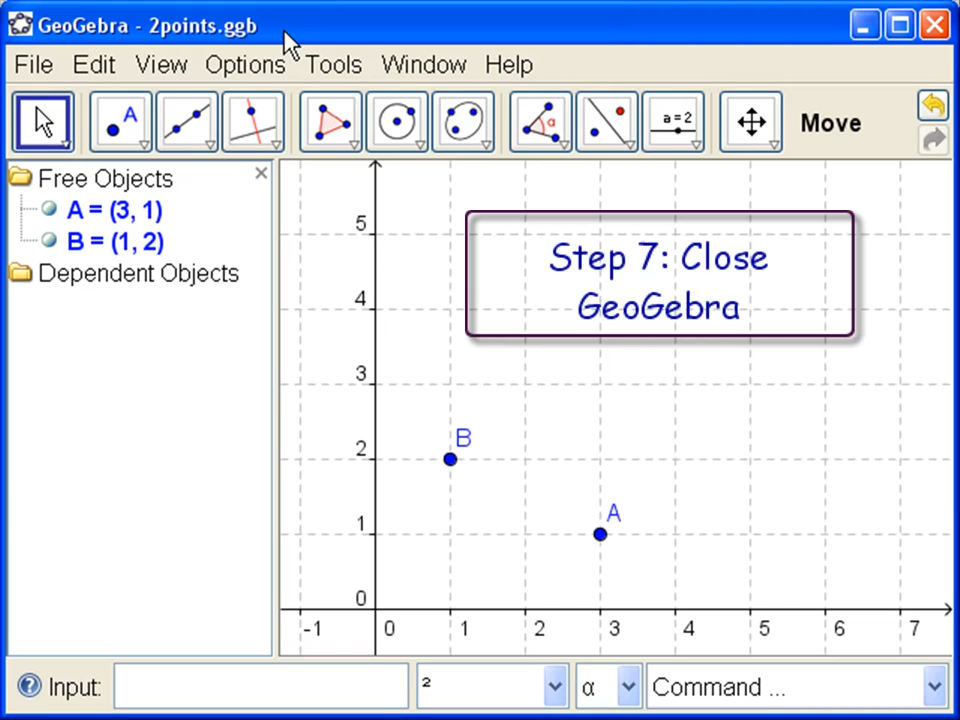 GeoGebra - 2points.ggb
File Edit View Options Tools Window Help
A α a = 2 Move
Free Objects
A = (3, 1)
B = (1, 2)
Dependent Objects
Step 7: Close
GeoGebra
5
4
3
2
1
0
B
A
-1 0 1 2 3 4 5 6 7
Input: ² α Command ...